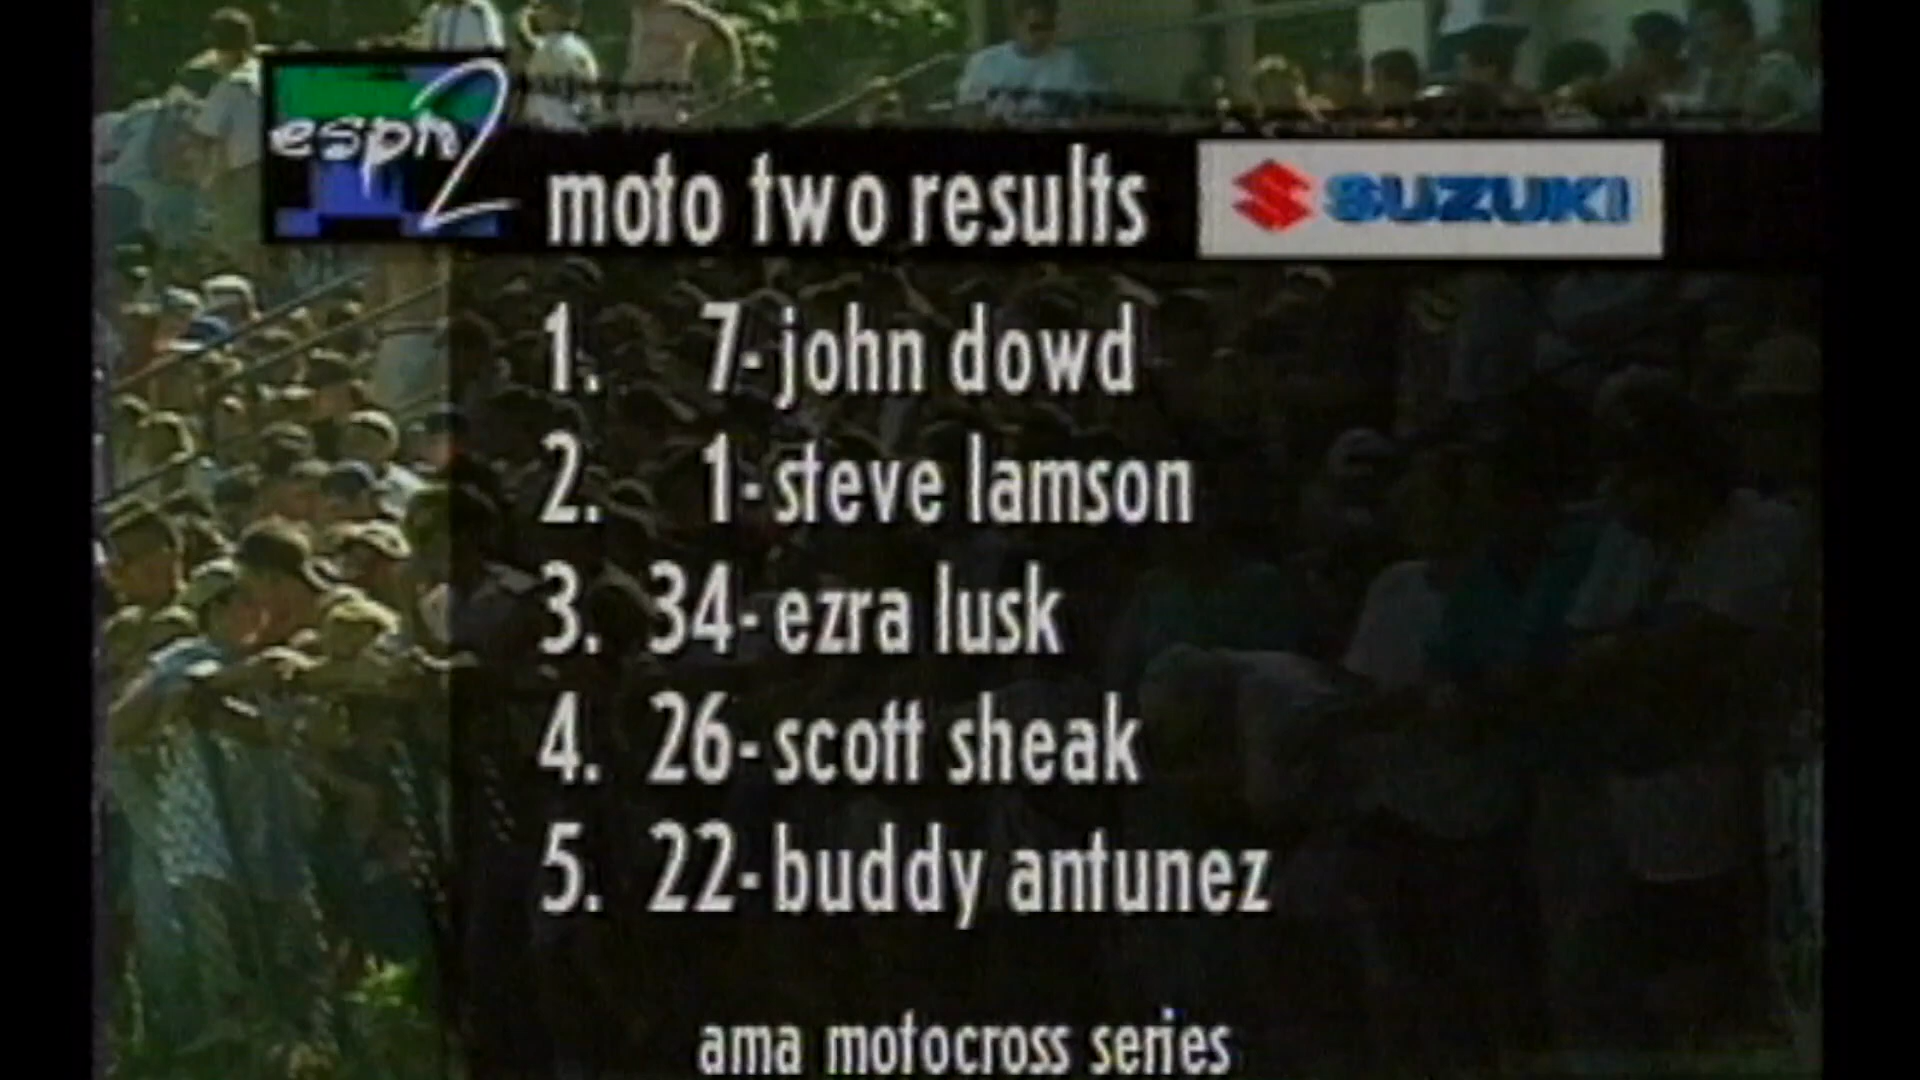 espn2
moto two results
SUZUKI
1. 7-john dowd
2. 1-steve lamson
3. 34-ezra lusk
4. 26-scott sheak
5. 22-buddy antunez
ama motocross series